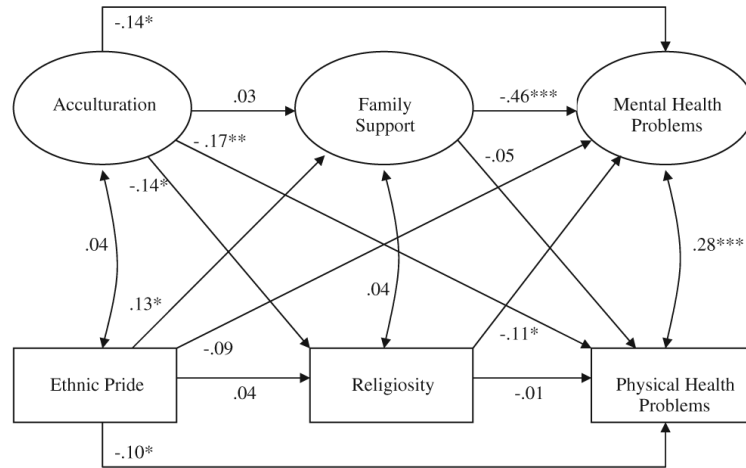 -.14*
Acculturation
.03
Family
Support
-.46***
Mental Health
Problems
-.17**
-.05
-.14*
.04
.04
.28***
.13*
-.09
-.11*
Ethnic Pride
.04
Religiosity
-.01
Physical Health
Problems
-.10*